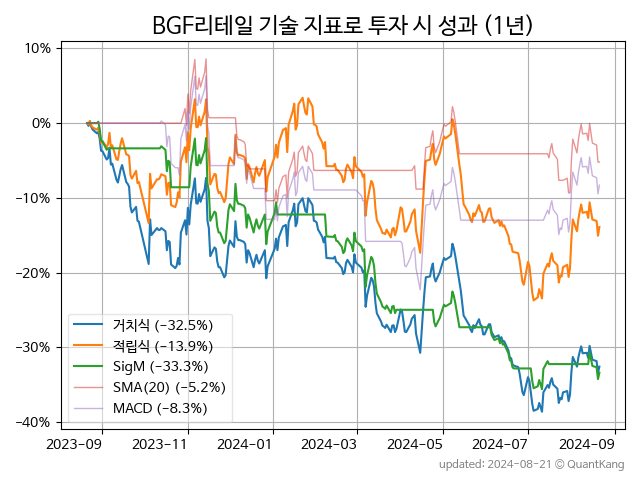 BGF리테일 기술 지표로 투자 시 성과 (1년)
10%
0%
−10%
−20%
−30%
−40%
거치식 (−32.5%)
적립식 (−13.9%)
SigM (−33.3%)
SMA(20) (−5.2%)
MACD (−8.3%)
2023−09 2023−11 2024−01 2024−03 2024−05 2024−07 2024−09
updated: 2024−08−21 © QuantKang